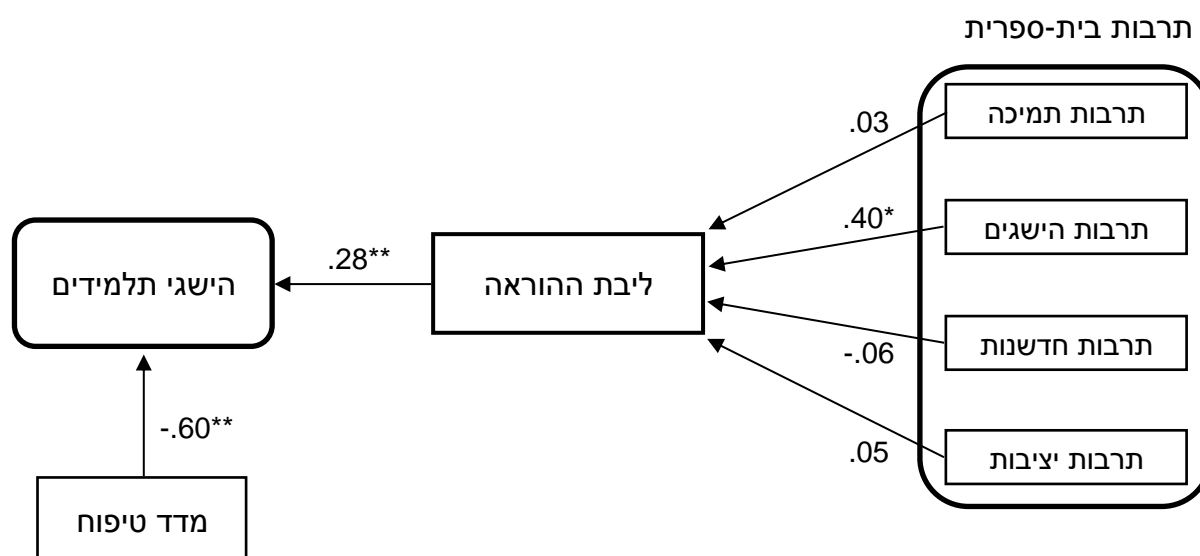 תרבות בית-ספרית
תרבות תמיכה
.03
תרבות הישגים
.40*
.28**
ליבת ההוראה
הישגי תלמידים
תרבות חדשנות
-.06
-.60**
תרבות יציבות
.05
מדד טיפוח